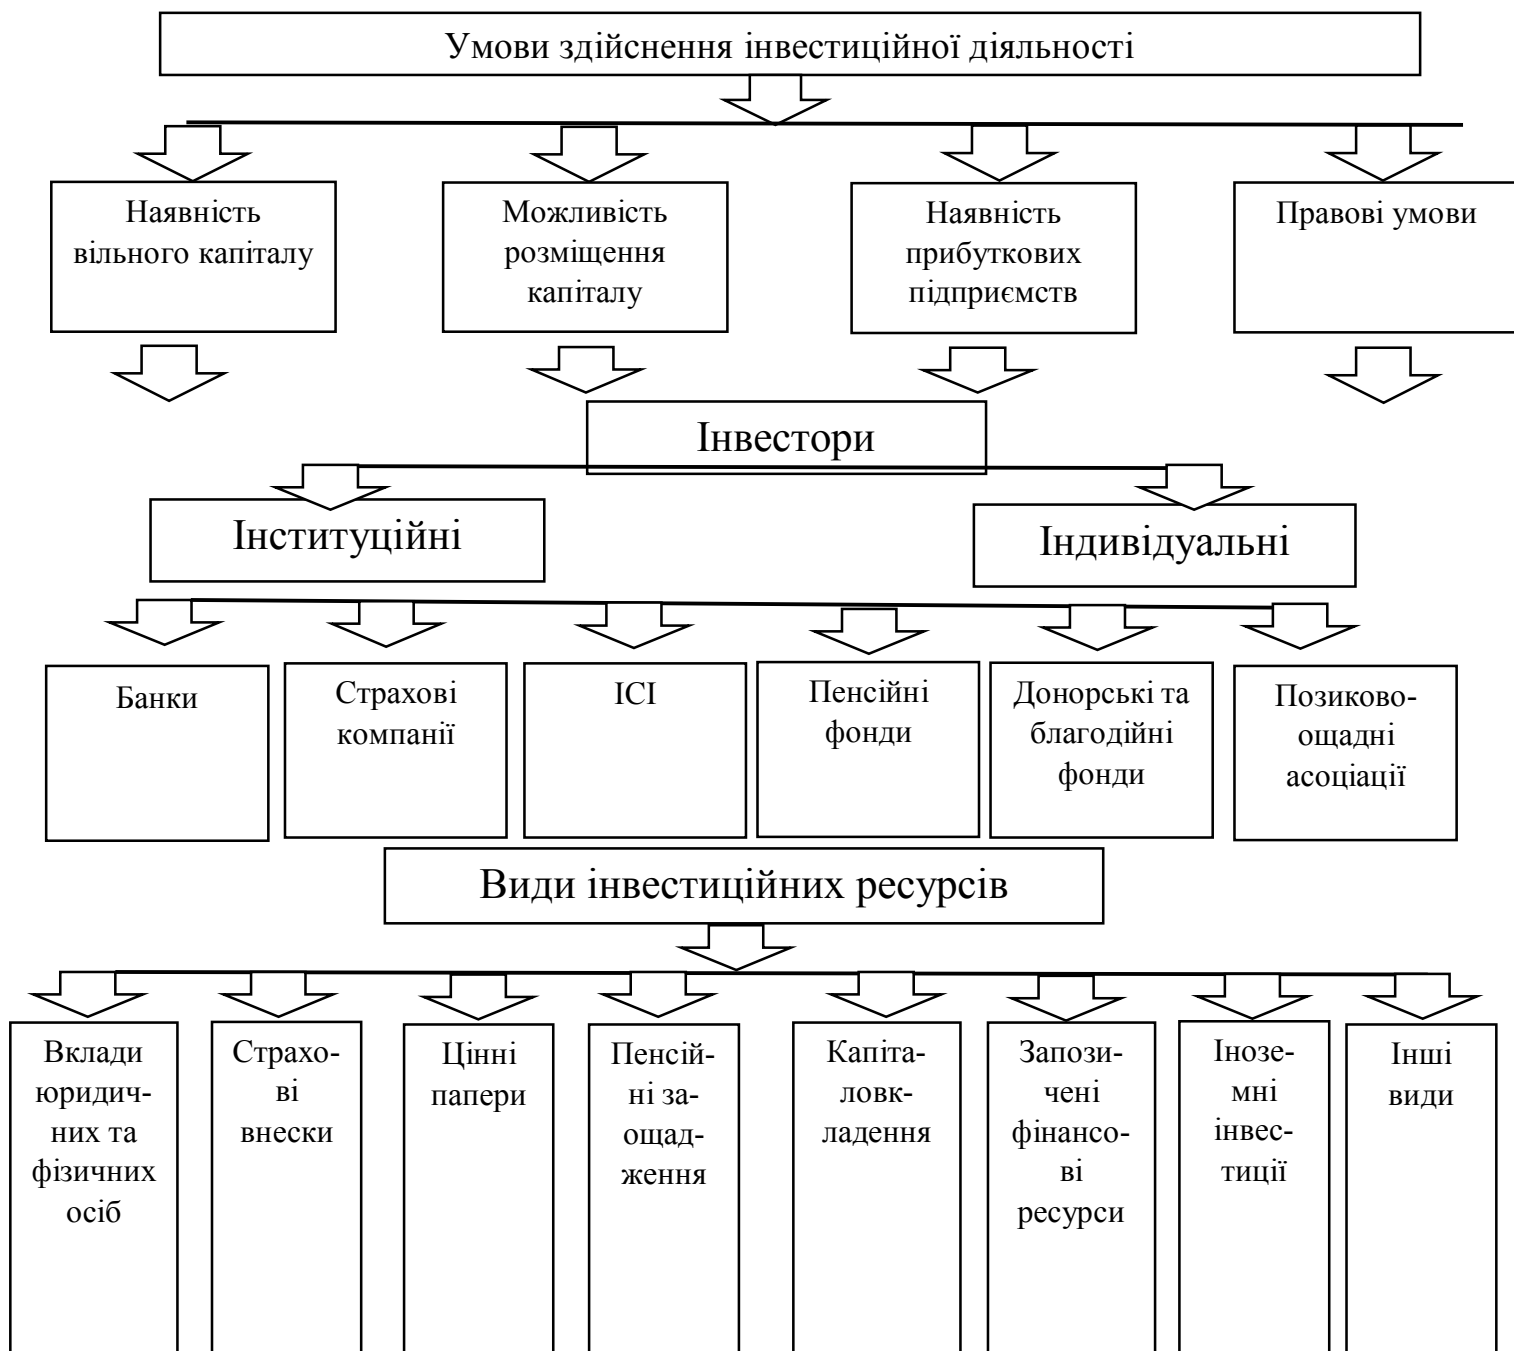 Умови здійснення інвестиційної діяльності
Наявність
вільного капіталу
Можливість
розміщення
капіталу
Наявність
прибуткових
підприємств
Правові умови
Інвестори
Інституційні
Індивідуальні
Банки
Страхові
компанії
ІСІ
Пенсійні
фонди
Донорські та
благодійні
фонди
Позиково-
ощадні
асоціації
Види інвестиційних ресурсів
Вклади
юридич-
них та
фізичних
осіб
Страхо-
ві
внески
Цінні
папери
Пенсій-
ні за-
ощад-
ження
Капіта-
ловк-
ладення
Запози-
чені
фінансо-
ві
ресурси
Інозе-
мні
інвес-
тиції
Інші
види